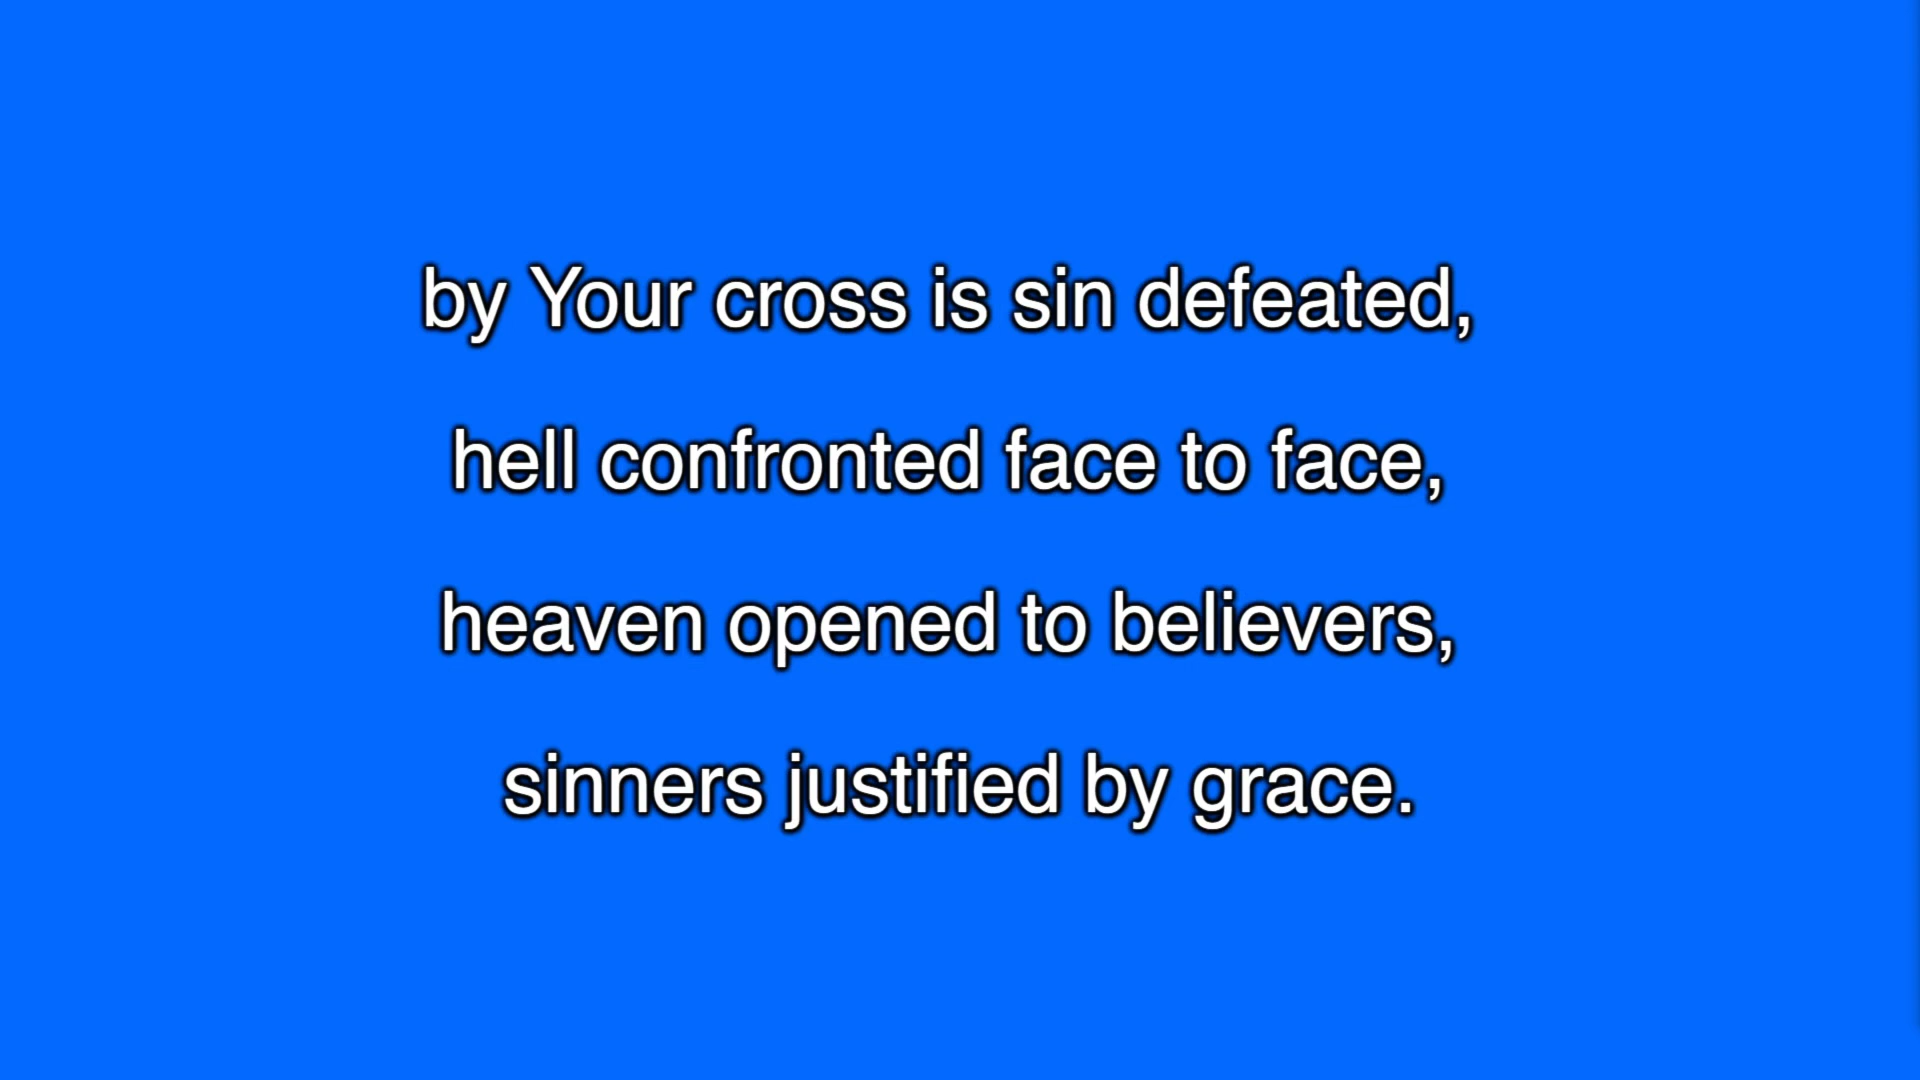 by Your cross is sin defeated,
hell confronted face to face,
heaven opened to believers,
sinners justified by grace.